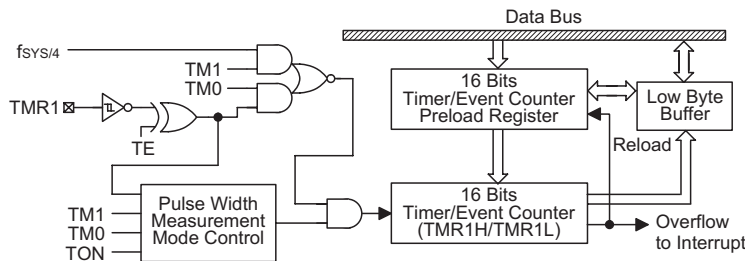 Data Bus
fSYS/4
TM1
TM0
TMR1
TE
16 Bits
Timer/Event Counter
Preload Register
Low Byte
Buffer
Reload
TM1
TM0
TON
Pulse Width
Measurement
Mode Control
16 Bits
Timer/Event Counter
(TMR1H/TMR1L)
Overflow
to Interrupt